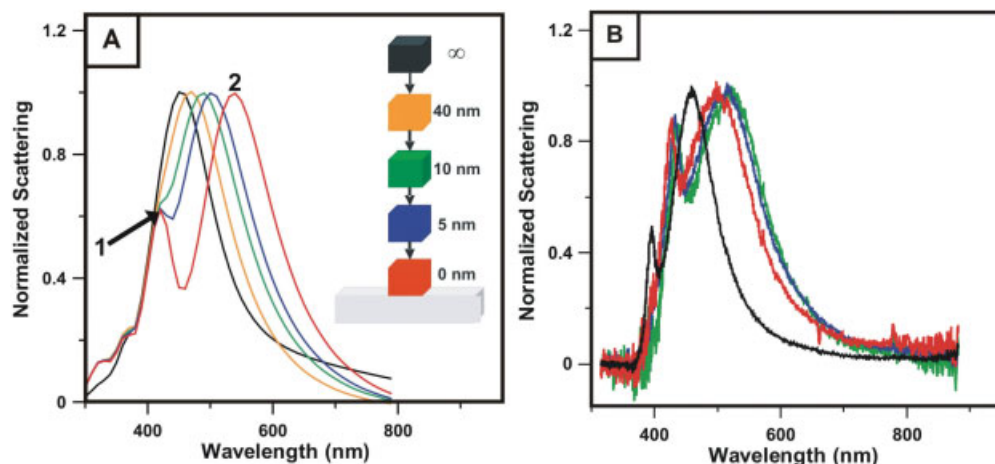 A
Normalized Scattering
1.2
0.8
0.4
0
1
2
∞
40 nm
10 nm
5 nm
0 nm
400
600
800
Wavelength (nm)
B
Normalized Scattering
1.2
0.8
0.4
0
400
600
800
Wavelength (nm)